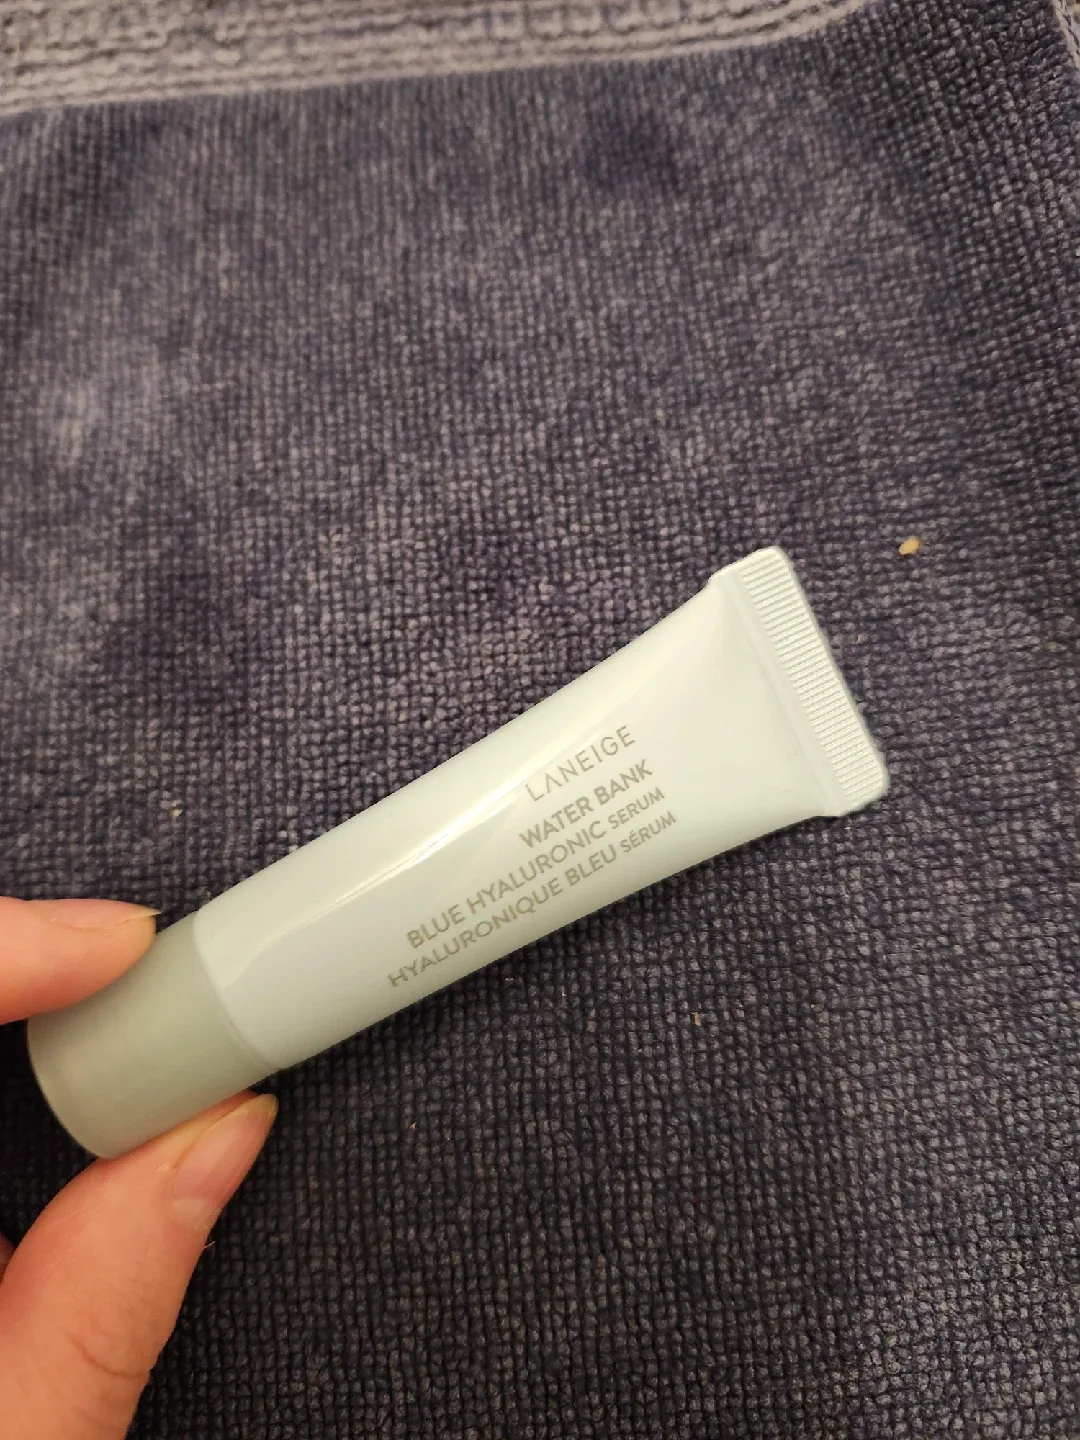 LANEIGE
WATER BANK
BLUE HYALURONIC SERUM
HYALURONIQUE BLEU SÉRUM